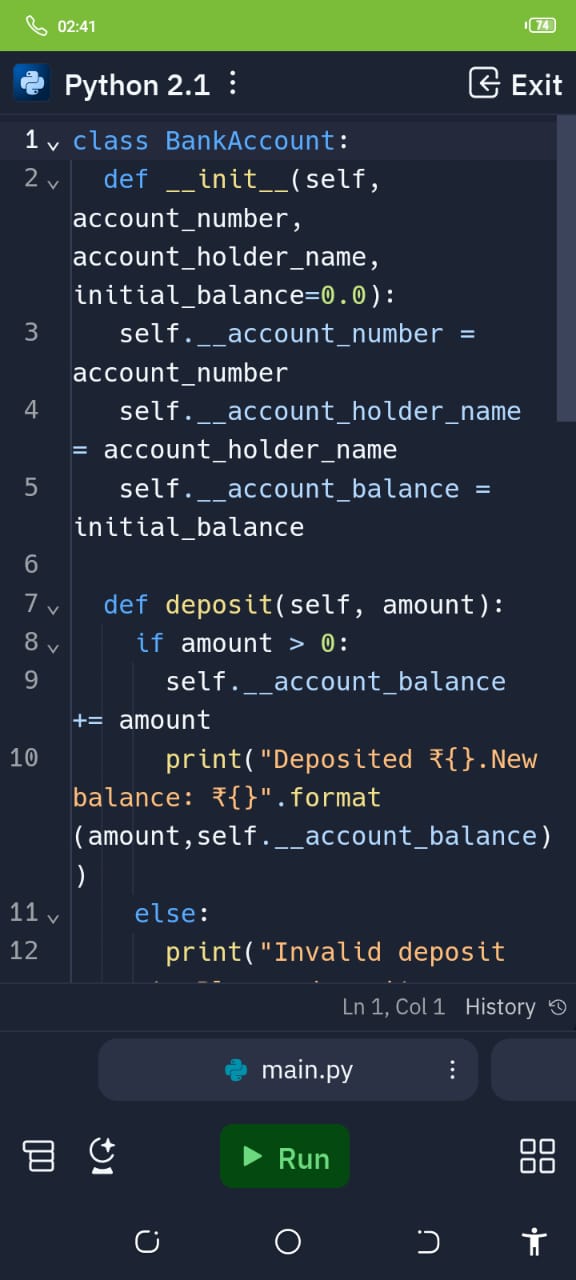 02:41
74
Python 2.1
Exit
1 class BankAccount:
2 def __init__(self,
account_number,
account_holder_name,
initial_balance=0.0):
3 self.__account_number =
account_number
4 self.__account_holder_name
= account_holder_name
5 self.__account_balance =
initial_balance
6
7 def deposit(self, amount):
8 if amount > 0:
9 self.__account_balance
+= amount
10 print("Deposited ₹{}.New
balance: ₹{}".format
(amount,self.__account_balance)
)
11 else:
12 print("Invalid deposit
Ln 1, Col 1 History
main.py
Run